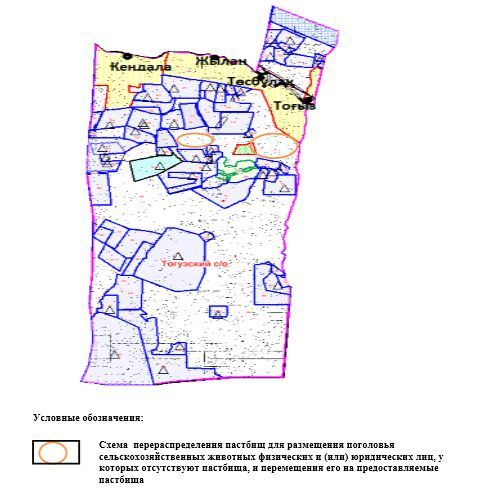 Кендала
Жылан
Тосбулак
Тогыз
Тогузский с/о
Условные обозначения:
Схема перераспределения пастбищ для размещения поголовья
сельскохозяйственных животных физических и (или) юридических лиц, у
которых отсутствуют пастбища, и перемещения его на предоставляемые
пастбища